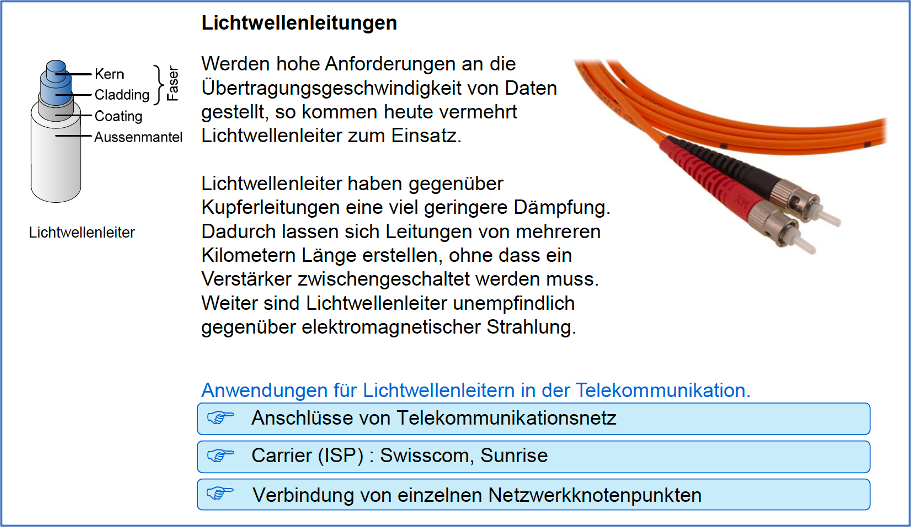 Lichtwellenleitungen
Kern
Cladding
Faser
Coating
Aussenmantel
Lichtwellenleiter
Werden hohe Anforderungen an die
Übertragungsgeschwindigkeit von Daten
gestellt, so kommen heute vermehrt
Lichtwellenleiter zum Einsatz.
Lichtwellenleiter haben gegenüber
Kupferleitungen eine viel geringere Dämpfung.
Dadurch lassen sich Leitungen von mehreren
Kilometern Länge erstellen, ohne dass ein
Verstärker zwischengeschaltet werden muss.
Weiter sind Lichtwellenleiter unempfindlich
gegenüber elektromagnetischer Strahlung.
Anwendungen für Lichtwellenleitern in der Telekommunikation.
Anschlüsse von Telekommunikationsnetz
Carrier (ISP) : Swisscom, Sunrise
Verbindung von einzelnen Netzwerkknotenpunkten